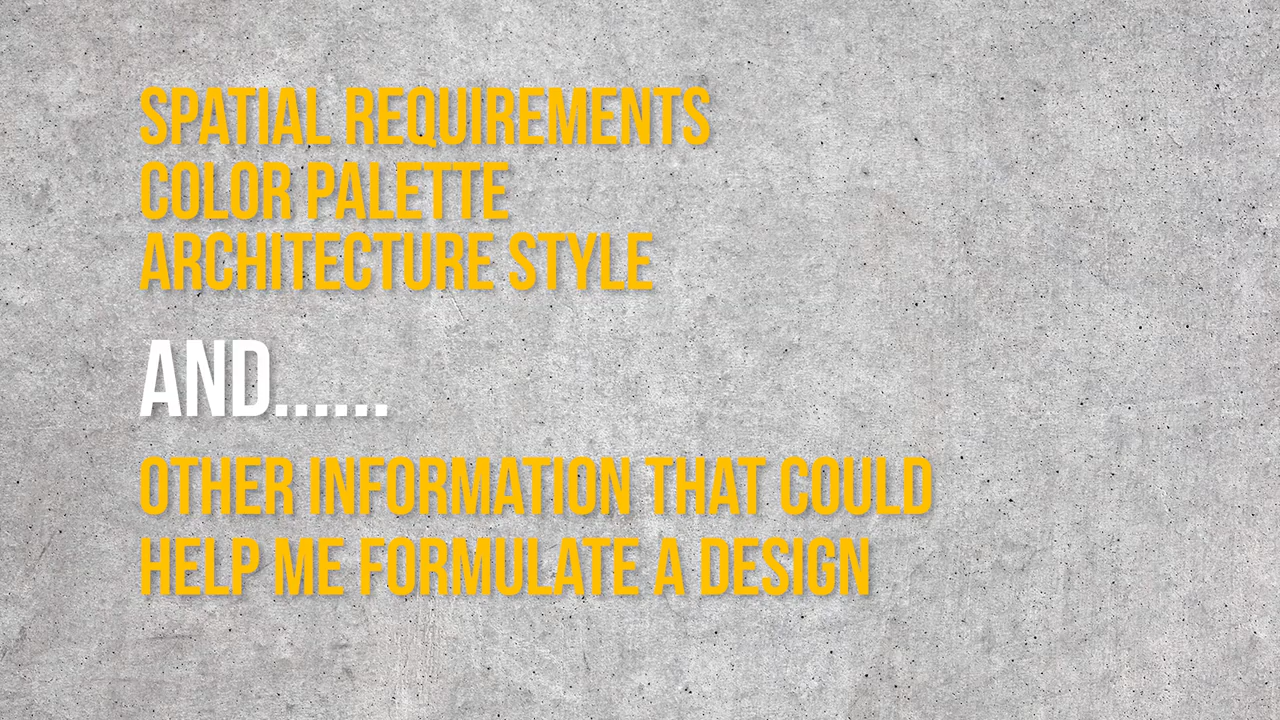 SPATIAL REQUIREMENTS
COLOR PALETTE
ARCHITECTURE STYLE
AND......
OTHER INFORMATION THAT COULD
HELP ME FORMULATE A DESIGN